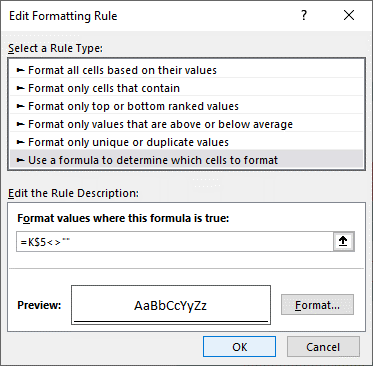 Edit Formatting Rule ? ×
Select a Rule Type:
► Format all cells based on their values
► Format only cells that contain
► Format only top or bottom ranked values
► Format only values that are above or below average
► Format only unique or duplicate values
► Use a formula to determine which cells to format
Edit the Rule Description:
Format values where this formula is true:
=K$5<>""
Preview: AaBbCcYyZz Format...
OK Cancel